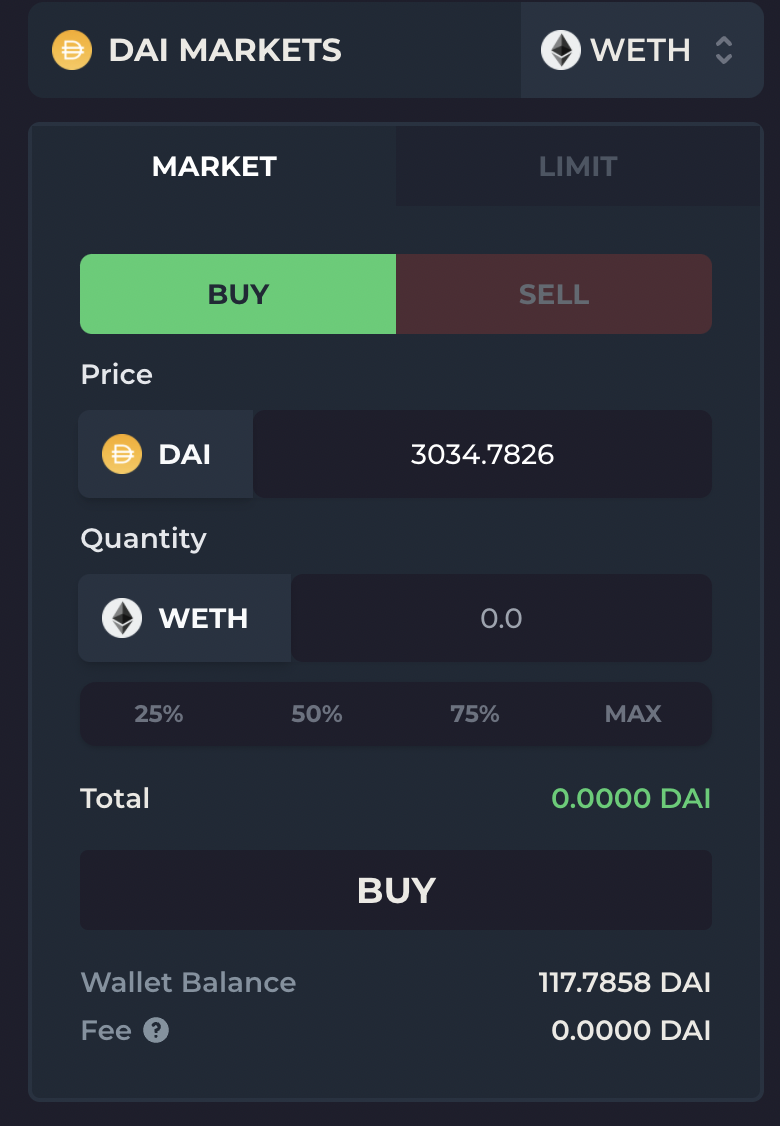 DAI MARKETS WETH
MARKET LIMIT
BUY SELL
Price
DAI 3034.7826
Quantity
WETH 0.0
25% 50% 75% MAX
Total 0.0000 DAI
BUY
Wallet Balance 117.7858 DAI
Fee ? 0.0000 DAI